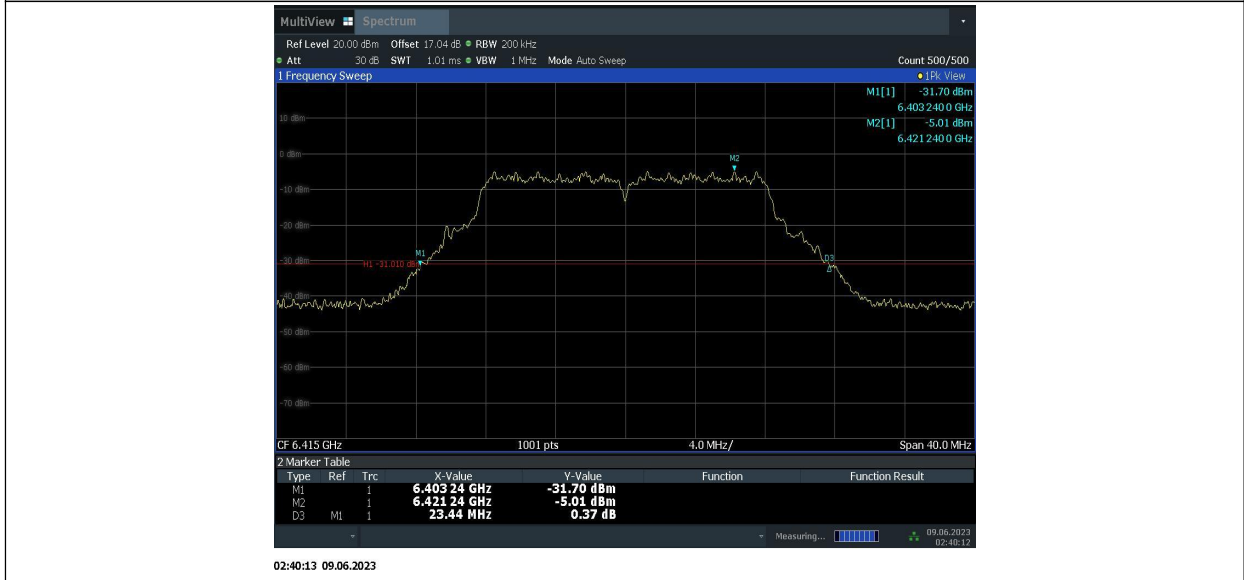 MultiView Spectrum
Ref Level 20.00 dBm Offset 17.04 dB RBW 200 kHz
Att 30 dB SWT 1.01 ms VBW 1 MHz Mode Auto Sweep Count 500/500
1 Frequency Sweep 1Pk View
M1[1] -31.70 dBm
6.403 240 0 GHz
10 dBm
M2[1] -5.01 dBm
6.421 240 0 GHz
0 dBm
M2
-10 dBm
-20 dBm
M1
D3
-30 dBm
H1 -31.010 dBm
-40 dBm
-50 dBm
-60 dBm
-70 dBm
CF 6.415 GHz 1001 pts 4.0 MHz/ Span 40.0 MHz
2 Marker Table
Type Ref Trc X-Value Y-Value Function Function Result
M1 1 6.403 24 GHz -31.70 dBm
M2 1 6.421 24 GHz -5.01 dBm
D3 M1 1 23.44 MHz 0.37 dB
Measuring... 09.06.2023
02:40:12
02:40:13 09.06.2023